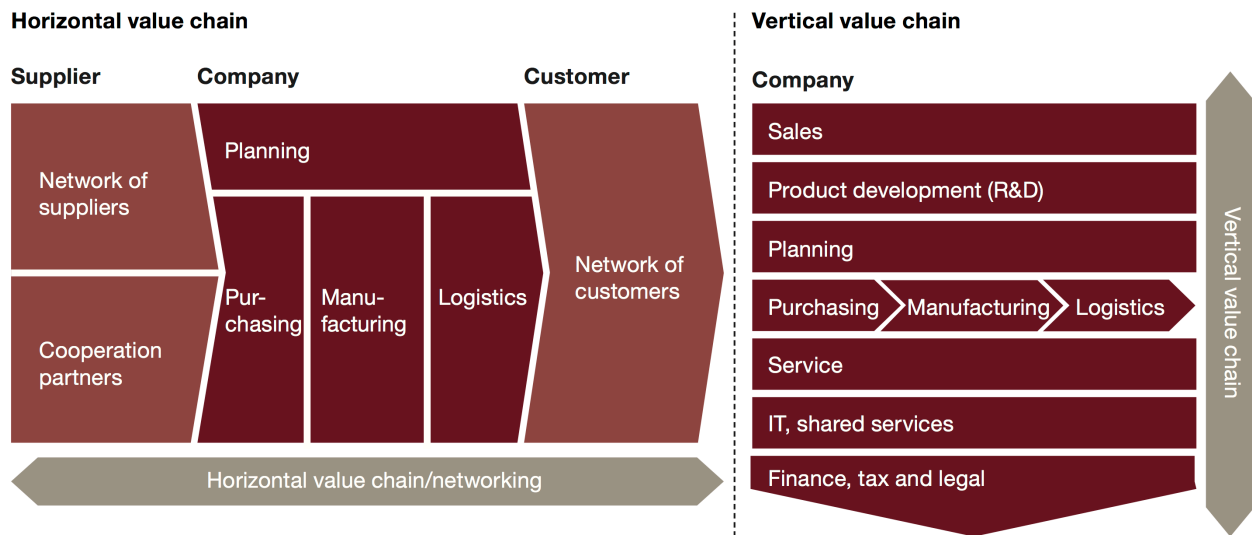 Horizontal value chain
Supplier
Company
Customer
Network of
suppliers
Cooperation
partners
Planning
Pur-
chasing
Manu-
facturing
Logistics
Network of
customers
Horizontal value chain/networking
Vertical value chain
Company
Sales
Product development (R&D)
Planning
Purchasing
Manufacturing
Logistics
Service
IT, shared services
Finance, tax and legal
Vertical value chain